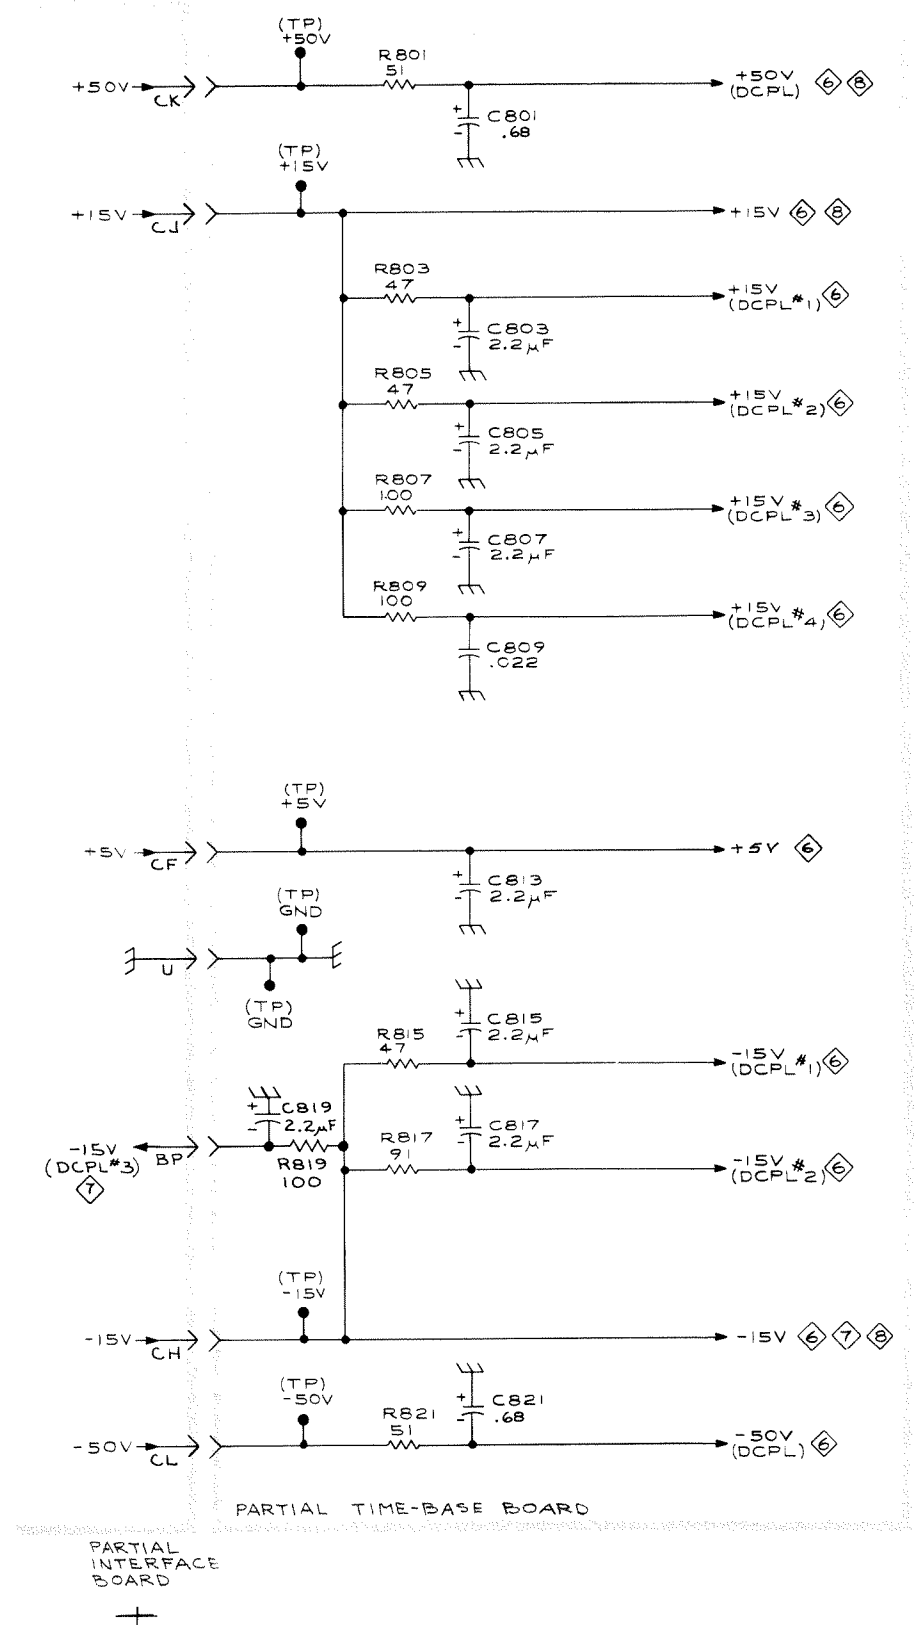 (TP)
+50V
R801
51
+50V
CK
+50V
(DCPL) 6 8
+
C801
-
.68
(TP)
+15V
+15V
CJ
+15V 6 8
R803
47
+15V
(DCPL#1) 6
+
C803
-
2.2µF
R805
47
+15V
(DCPL#2) 6
+
C805
-
2.2µF
R807
100
+15V
(DCPL#3) 6
+
C807
-
2.2µF
R809
100
+15V
(DCPL#4) 6
C809
.022
(TP)
+5V
+5V
CF
+5V 6
+
C813
-
2.2µF
(TP)
GND
U
(TP)
GND
+
C815
-
2.2µF
R815
47
-15V
(DCPL#1) 6
+
C819
-
2.2µF
+
C817
-
2.2µF
-15V
(DCPL#3)
7
BP
R819
100
R817
91
-15V
(DCPL#2) 6
(TP)
-15V
-15V
CH
-15V 6 7 8
(TP)
-50V
+
C821
-
.68
R821
51
-50V
CL
-50V
(DCPL) 6
PARTIAL TIME-BASE BOARD
PARTIAL
INTERFACE
BOARD